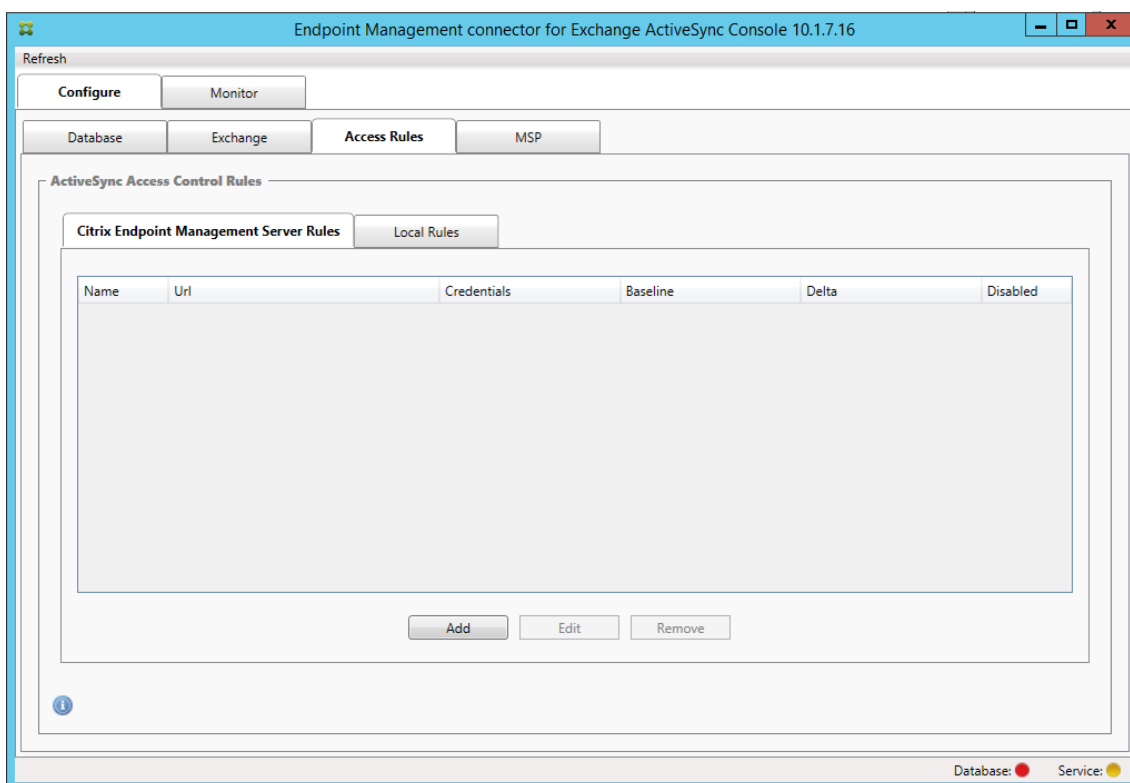 Endpoint Management connector for Exchange ActiveSync Console 10.1.7.16
Refresh
Configure Monitor
Database Exchange Access Rules MSP
ActiveSync Access Control Rules
Citrix Endpoint Management Server Rules Local Rules
Name Url Credentials Baseline Delta Disabled
Add Edit Remove
Database: Service: